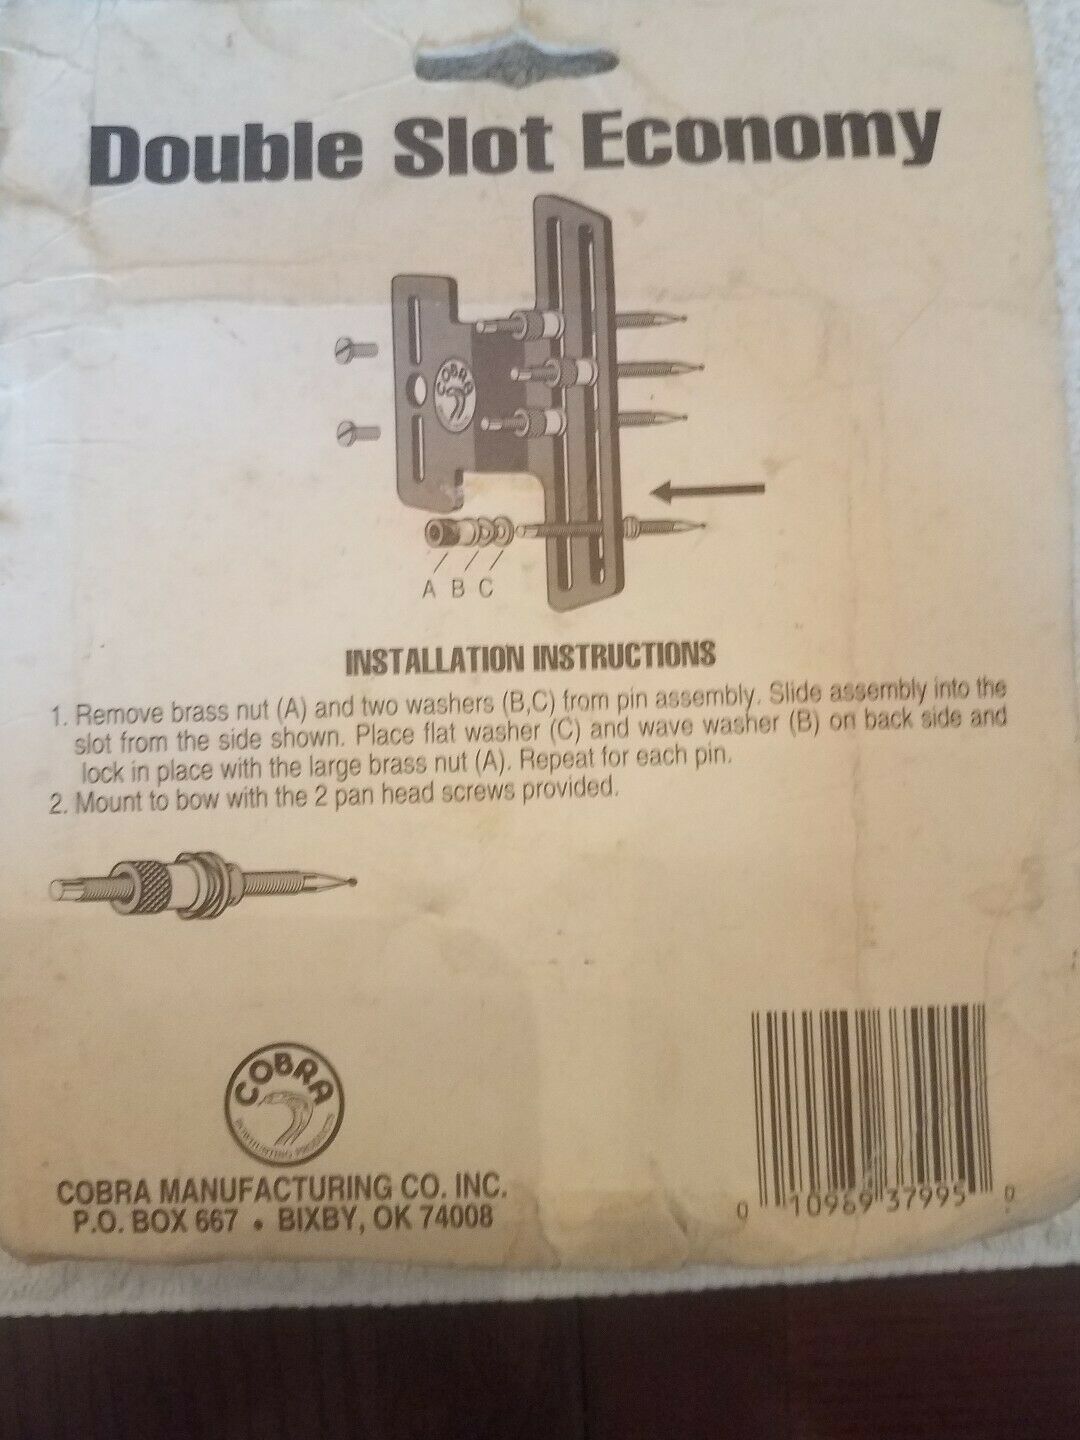 Double Slot Economy
COBRA
A B C
INSTALLATION INSTRUCTIONS
1. Remove brass nut (A) and two washers (B,C) from pin assembly. Slide assembly into the
slot from the side shown. Place flat washer (C) and wave washer (B) on back side and
lock in place with the large brass nut (A). Repeat for each pin.
2. Mount to bow with the 2 pan head screws provided.
COBRA
BOWHUNTING PRODUCTS
COBRA MANUFACTURING CO. INC.
P.O. BOX 667 • BIXBY, OK 74008
0 10969 37995 0